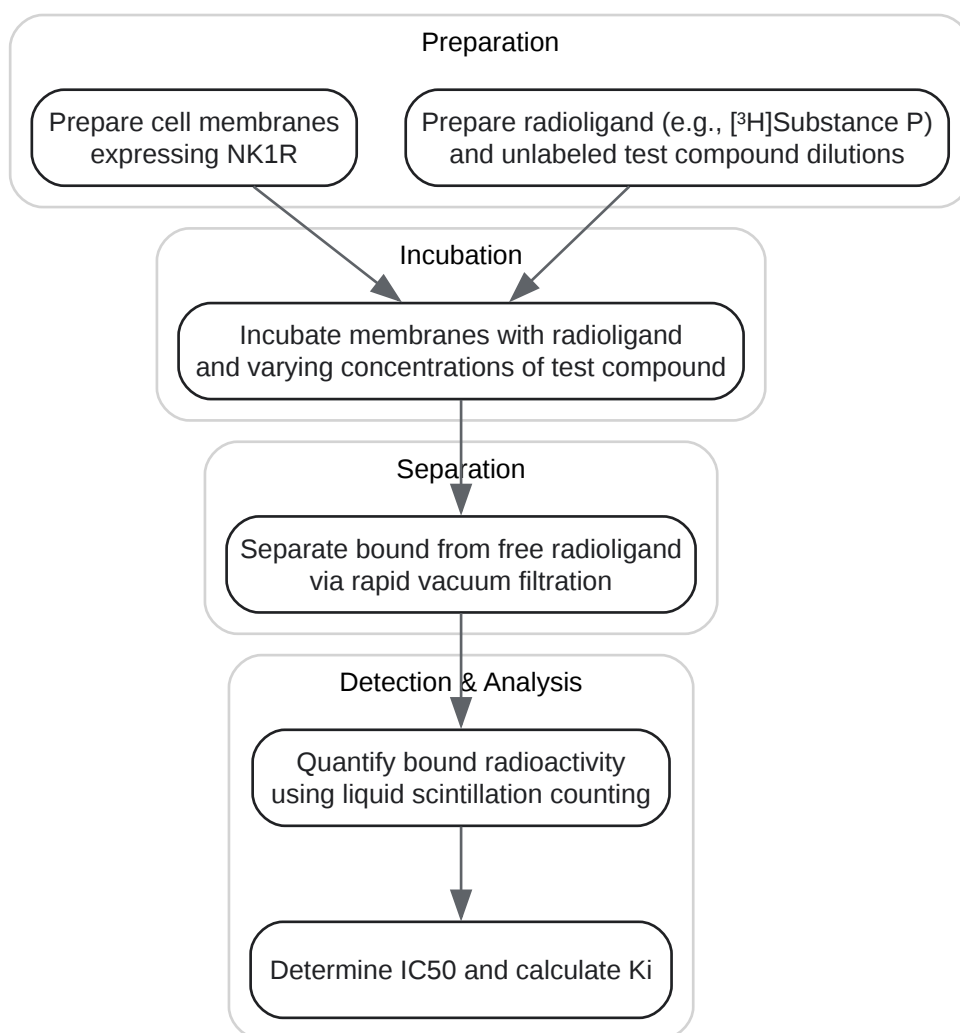 Preparation
Prepare cell membranes
expressing NK1R
Prepare radioligand (e.g., [³H]Substance P)
and unlabeled test compound dilutions
Incubation
Incubate membranes with radioligand
and varying concentrations of test compound
Separation
Separate bound from free radioligand
via rapid vacuum filtration
Detection & Analysis
Quantify bound radioactivity
using liquid scintillation counting
Determine IC50 and calculate Ki